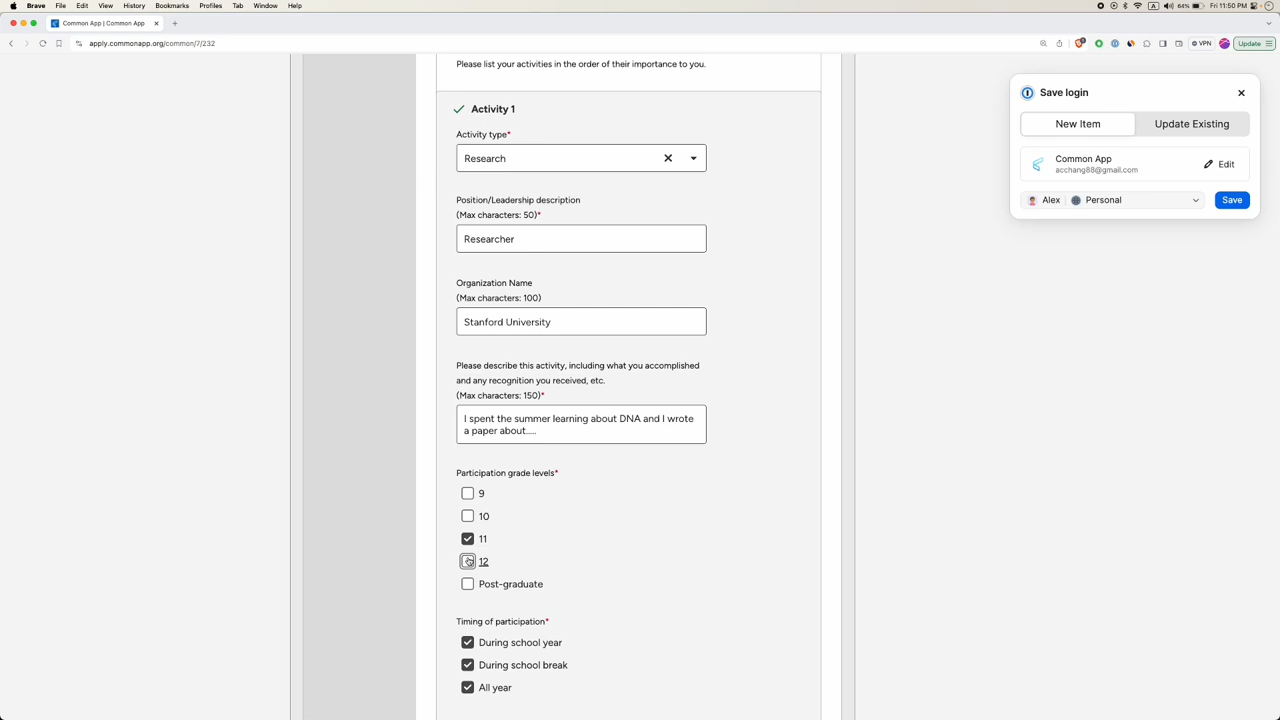 Brave File Edit View History Bookmarks Profiles Tab Window Help
64% Fri 11:50 PM
Common App | Common App
apply.commonapp.org/common/7/232
VPN
Update
Please list your activities in the order of their importance to you.
Activity 1
Activity type*
Research
Position/Leadership description
(Max characters: 50)*
Researcher
Organization Name
(Max characters: 100)
Stanford University
Please describe this activity, including what you accomplished
and any recognition you received, etc.
(Max characters: 150)*
I spent the summer learning about DNA and I wrote
a paper about.....
Participation grade levels*
9
10
11
12
Post-graduate
Timing of participation*
During school year
During school break
All year
Save login
New Item Update Existing
Common App
acchang88@gmail.com
Edit
Alex Personal
Save